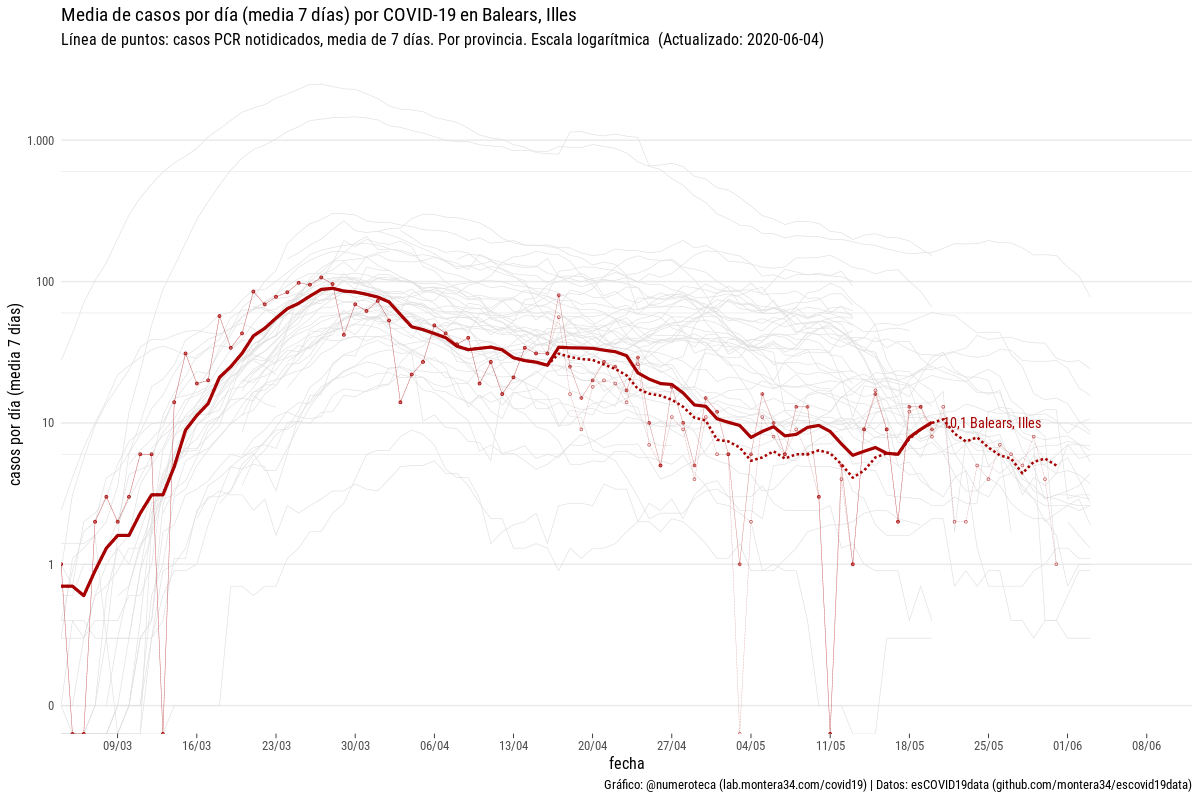 Media de casos por día (media 7 días) por COVID-19 en Balears, Illes
Línea de puntos: casos PCR notidicados, media de 7 días. Por provincia. Escala logarítmica  (Actualizado: 2020-06-04)
casos por día (media 7 días)
1.000
100
10
1
0
10,1 Balears, Illes
09/03 16/03 23/03 30/03 06/04 13/04 20/04 27/04 04/05 11/05 18/05 25/05 01/06 08/06
fecha
Gráfico: @numeroteca (lab.montera34.com/covid19) | Datos: esCOVID19data (github.com/montera34/escovid19data)